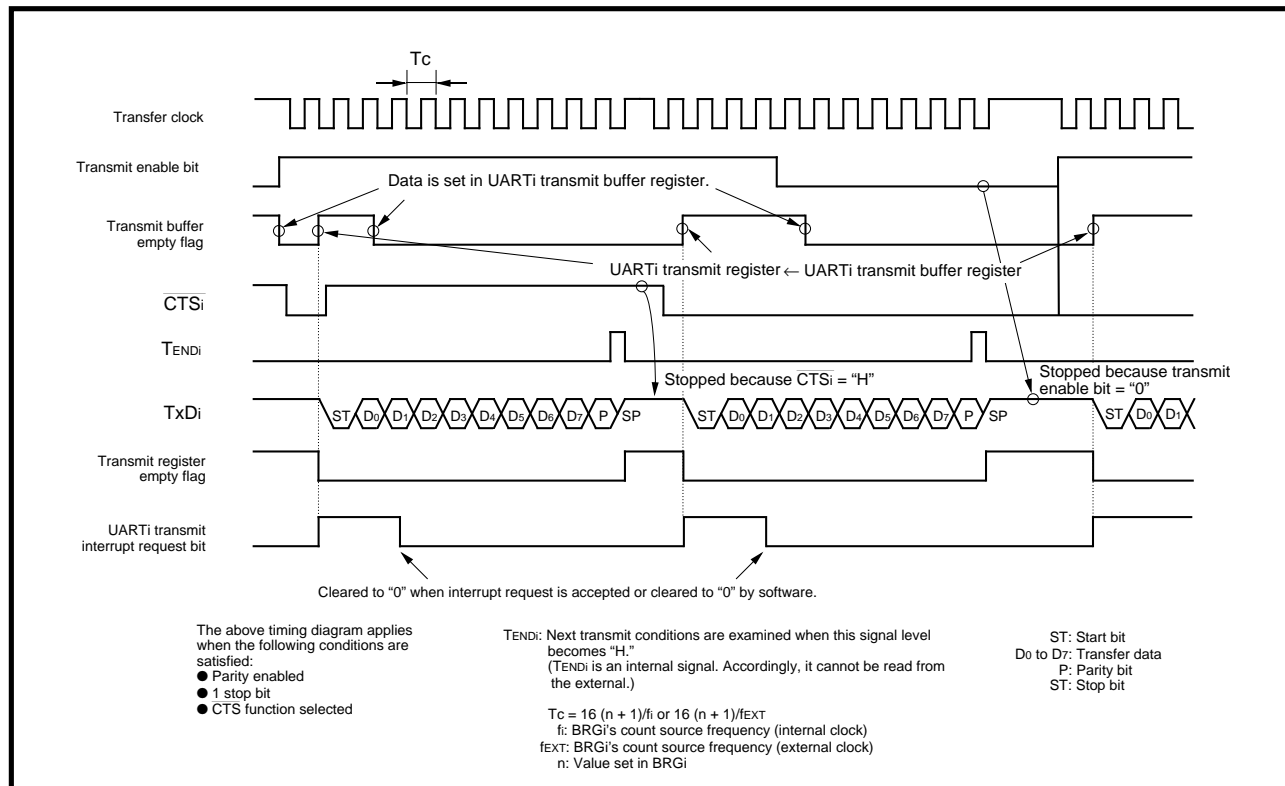 Tc
Transfer clock
Transmit enable bit
Data is set in UARTi transmit buffer register.
Transmit buffer
empty flag
UARTi transmit register ← UARTi transmit buffer register
CTSi
TENDi
Stopped because CTSi = “H”
Stopped because transmit
enable bit = “0”
TxDi
ST D0 D1 D2 D3 D4 D5 D6 D7 P SP ST D0 D1 D2 D3 D4 D5 D6 D7 P SP ST D0 D1
Transmit register
empty flag
UARTi transmit
interrupt request bit
Cleared to “0” when interrupt request is accepted or cleared to “0” by software.
The above timing diagram applies
when the following conditions are
satisfied:
● Parity enabled
● 1 stop bit
● CTS function selected
TENDi: Next transmit conditions are examined when this signal level
becomes “H.”
(TENDi is an internal signal. Accordingly, it cannot be read from
the external.)
Tc = 16 (n + 1)/fi or 16 (n + 1)/fEXT
fi: BRGi’s count source frequency (internal clock)
fEXT: BRGi’s count source frequency (external clock)
n: Value set in BRGi
ST: Start bit
D0 to D7: Transfer data
P: Parity bit
ST: Stop bit